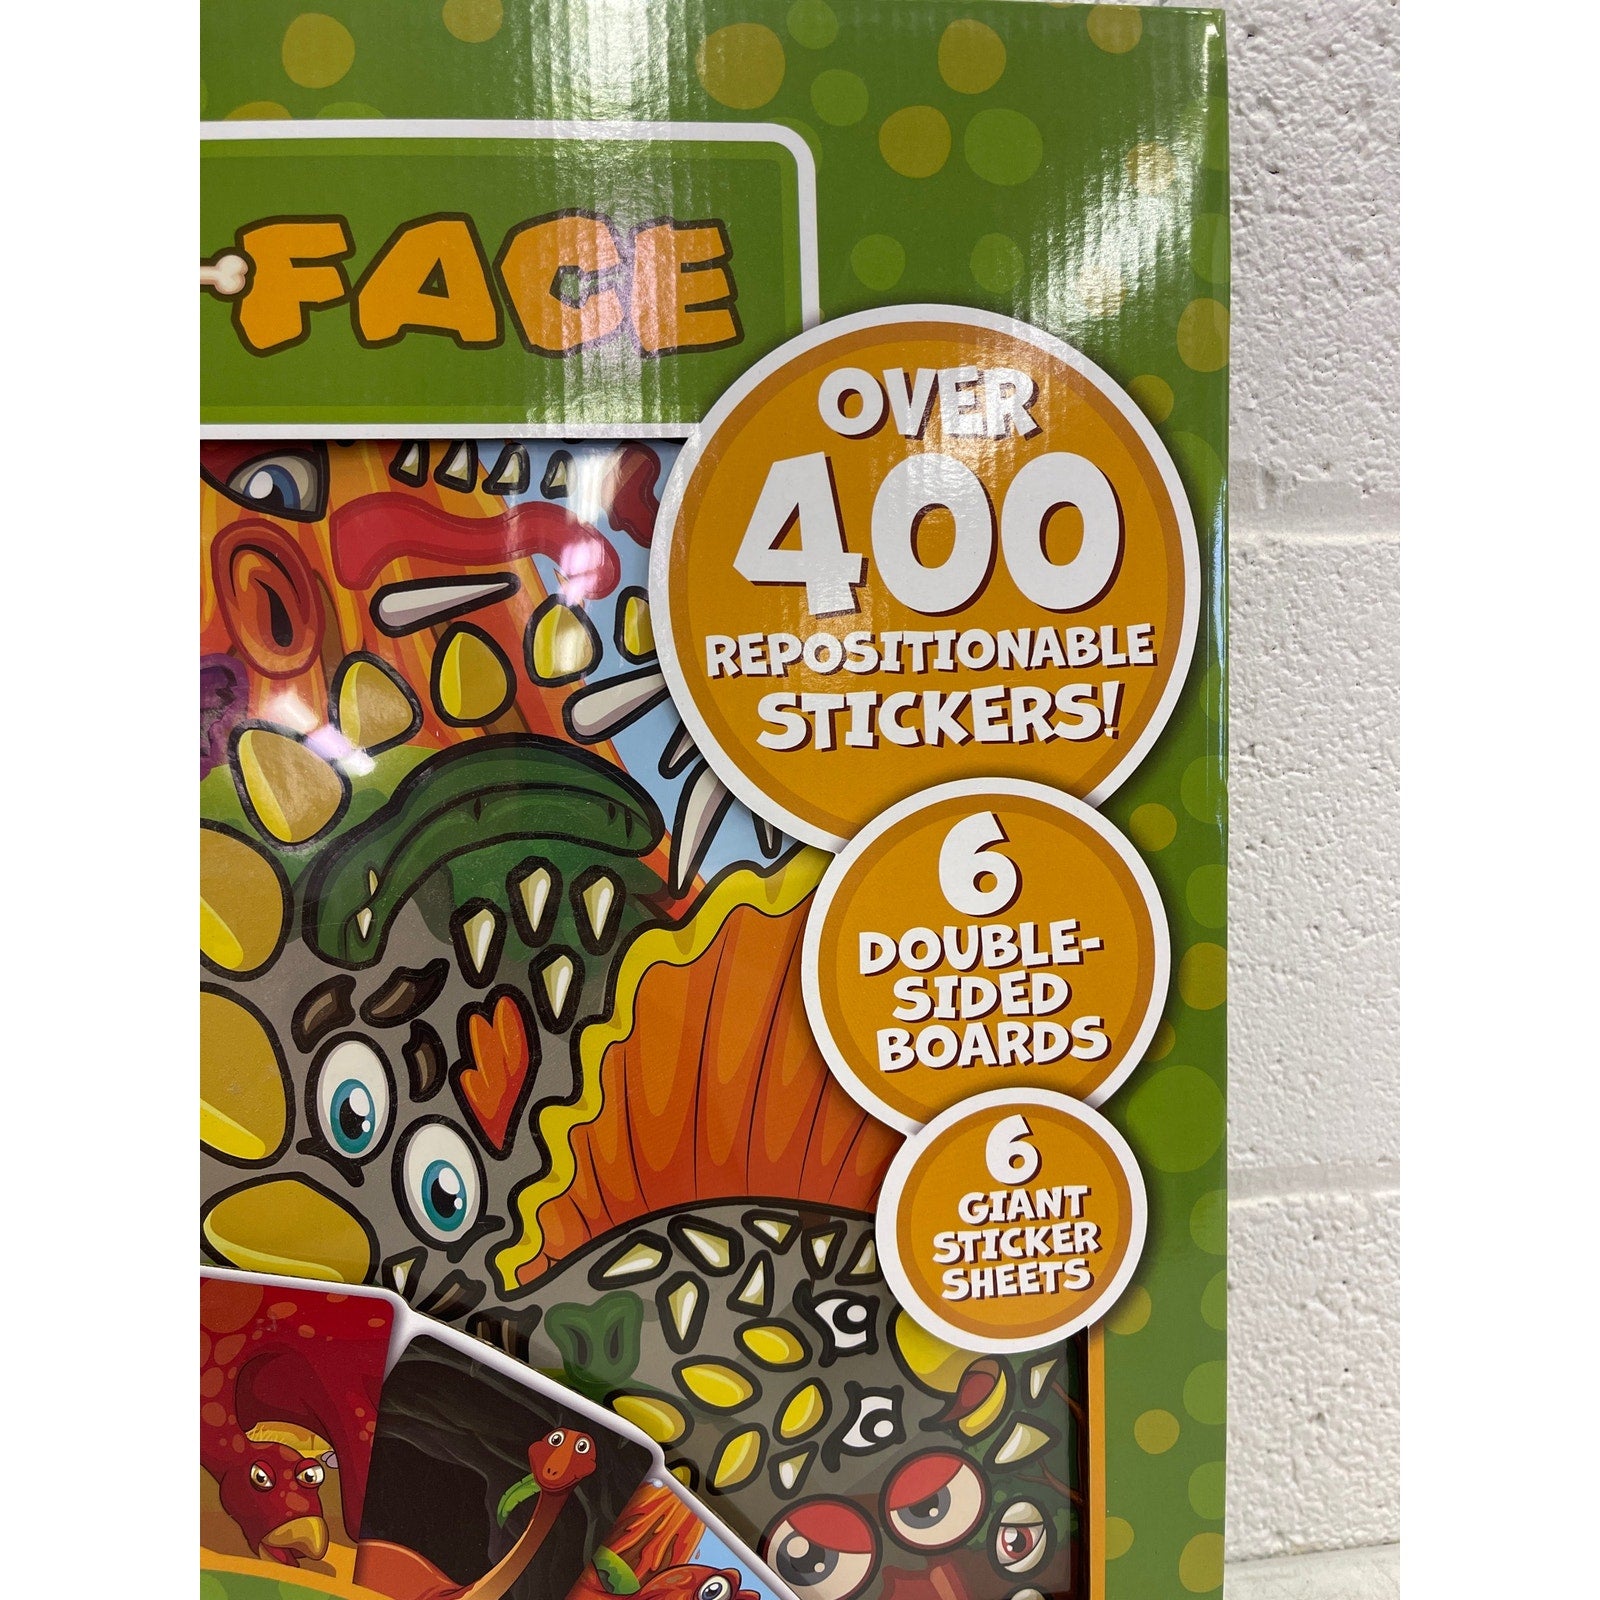 FACE
OVER
400
REPOSITIONABLE
STICKERS!
6
DOUBLE-
SIDED
BOARDS
6
GIANT
STICKER
SHEETS